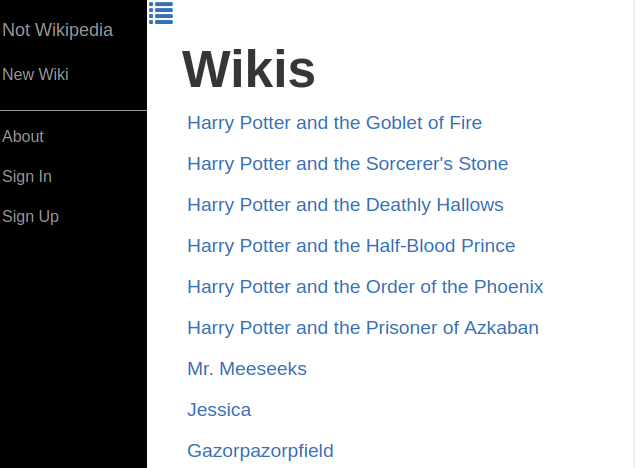 Not Wikipedia
New Wiki
About
Sign In
Sign Up
Wikis
Harry Potter and the Goblet of Fire
Harry Potter and the Sorcerer's Stone
Harry Potter and the Deathly Hallows
Harry Potter and the Half-Blood Prince
Harry Potter and the Order of the Phoenix
Harry Potter and the Prisoner of Azkaban
Mr. Meeseeks
Jessica
Gazorpazorpfield